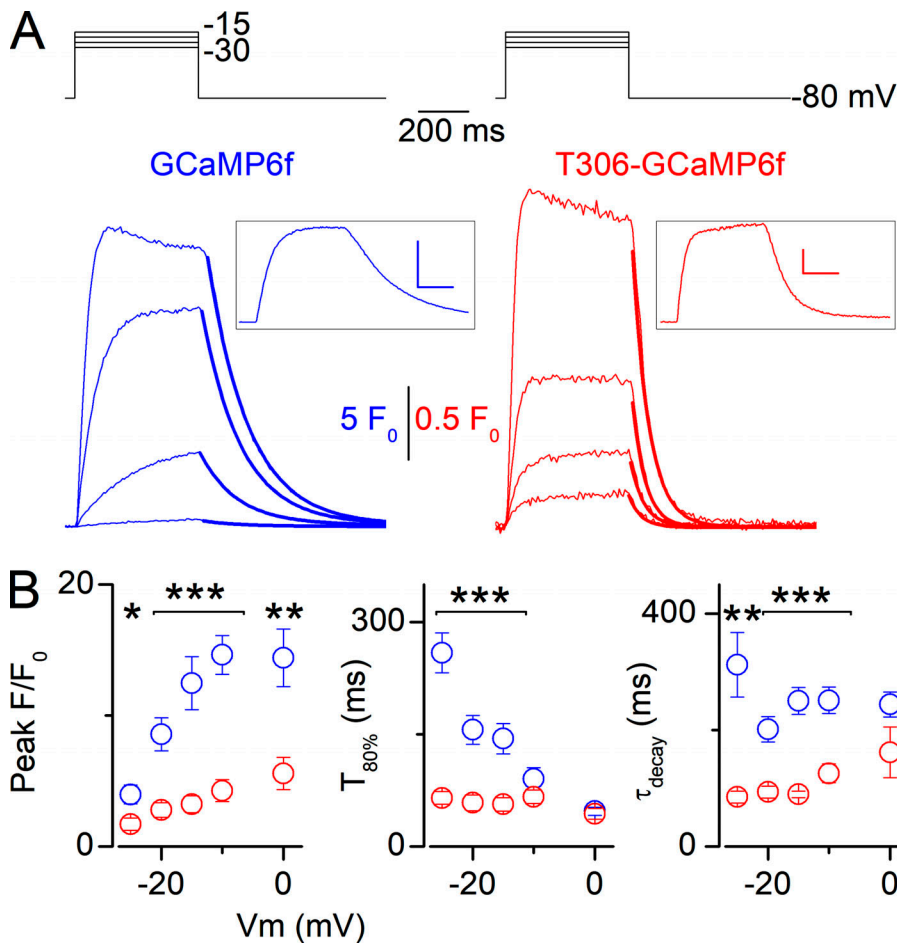 A
-15
-30
-80 mV
200 ms
GCaMP6f
T306-GCaMP6f
5 F0 0.5 F0
B
* *** ** *** ** ***
20
0
Peak F/F0
300
0
T80% (ms)
400
0
τdecay (ms)
-20 0 -20 0 -20 0
Vm (mV)